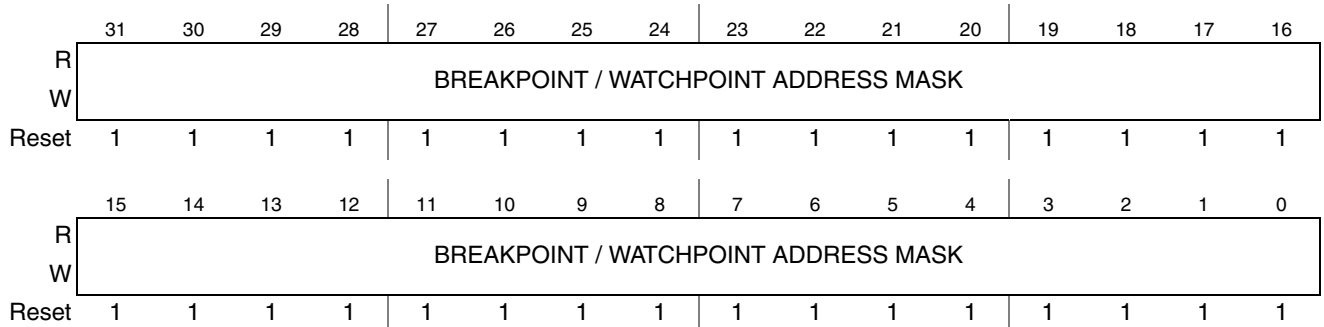 31 30 29 28 27 26 25 24 23 22 21 20 19 18 17 16
R
BREAKPOINT / WATCHPOINT ADDRESS MASK
W
Reset 1 1 1 1 1 1 1 1 1 1 1 1 1 1 1 1
15 14 13 12 11 10 9 8 7 6 5 4 3 2 1 0
R
BREAKPOINT / WATCHPOINT ADDRESS MASK
W
Reset 1 1 1 1 1 1 1 1 1 1 1 1 1 1 1 1